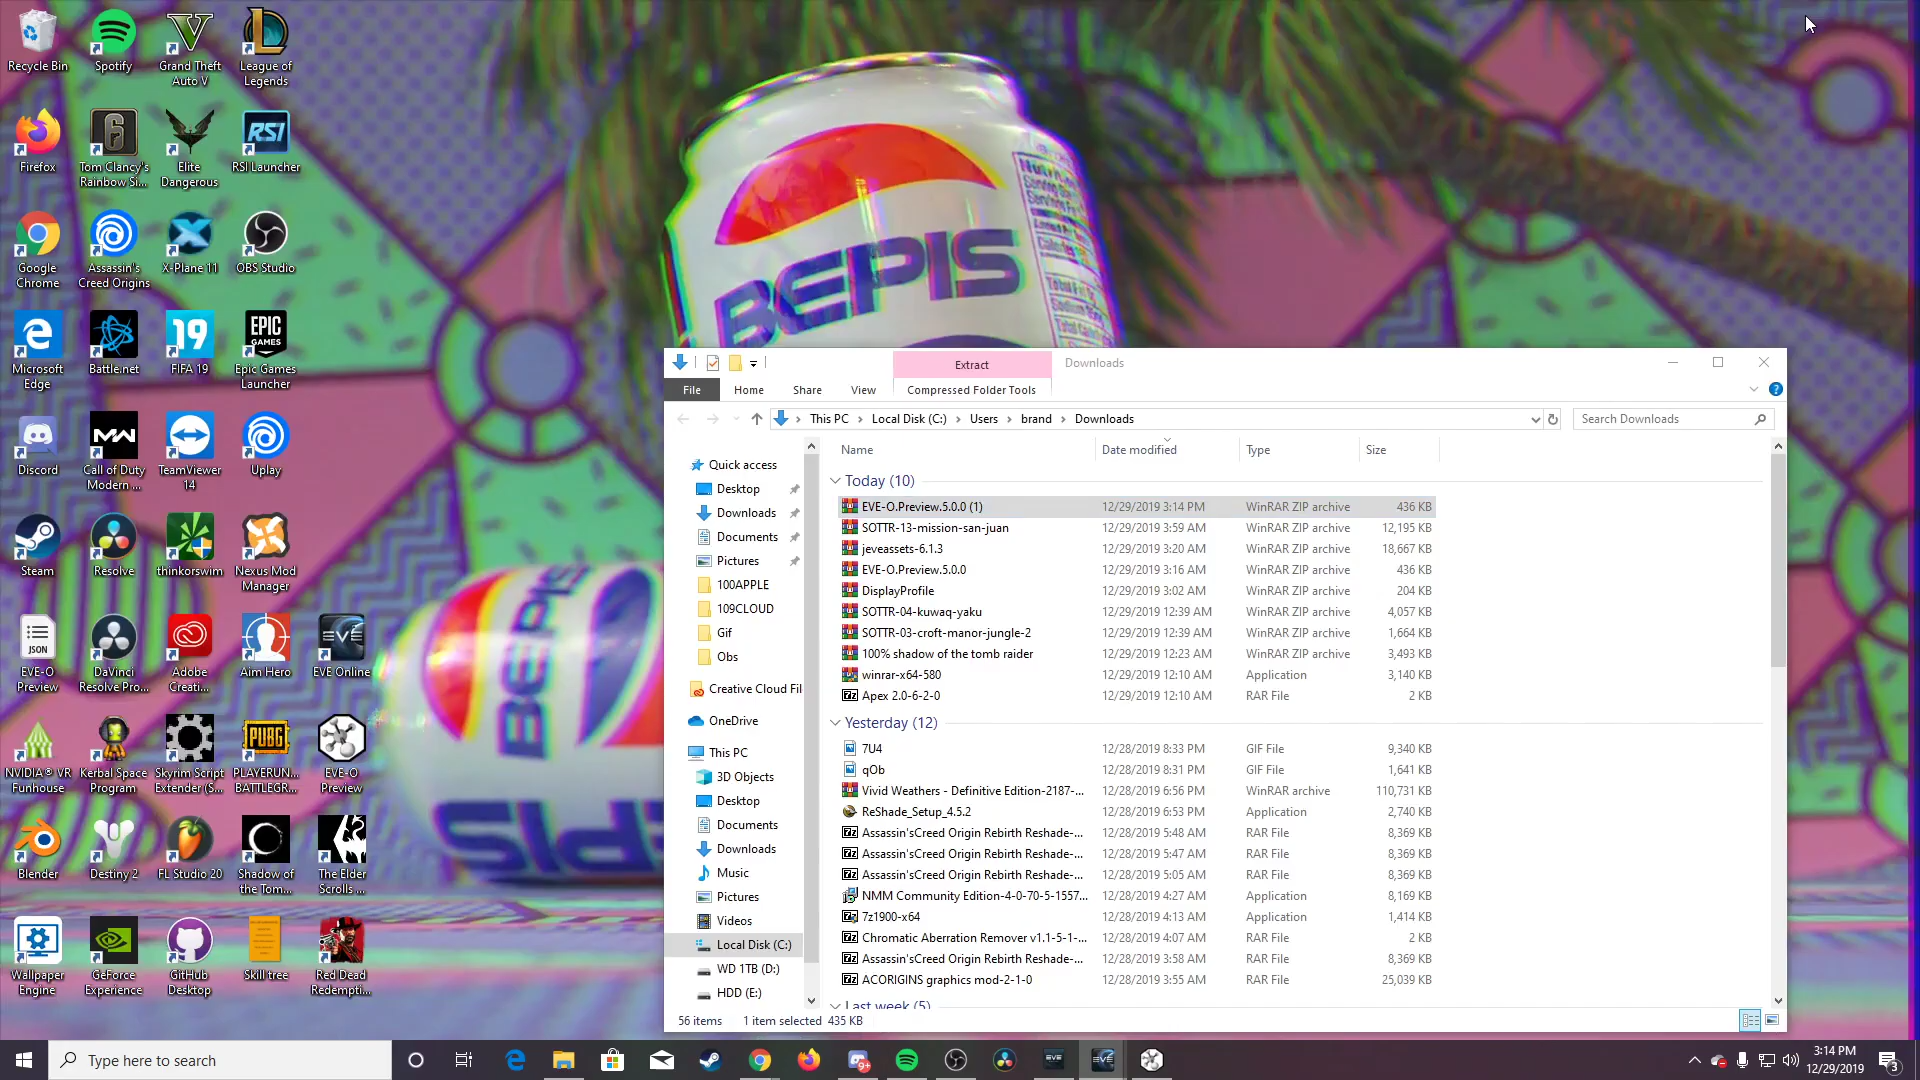 Recycle Bin
Spotify
Grand Theft
Auto V
League of
Legends
Firefox
6
Tom Clancy's
Rainbow Si...
Elite
Dangerous
RSI
RSI Launcher
Google
Chrome
Assassin's
Creed Origins
X-Plane 11
OBS Studio
Microsoft
Edge
Battle.net
19
FIFA 19
EPIC
GAMES
Epic Games
Launcher
Discord
MW
Call of Duty
Modern ...
TeamViewer
14
Uplay
Steam
Resolve
thinkorswim
Nexus Mod
Manager
JSON
EVE-O
Preview
DaVinci
Resolve Pro...
Adobe
Creati...
Aim Hero
EVE
EVE Online
NVIDIA® VR
Funhouse
Kerbal Space
Program
Skyrim Script
Extender (S...
PUBG
PLAYERUN...
BATTLEGR...
EVE-O
Preview
Blender
Destiny 2
FL Studio 20
Shadow of
the Tom...
The Elder
Scrolls ...
Wallpaper
Engine
GeForce
Experience
GitHub
Desktop
Skill tree
Red Dead
Redempti...
BEPIS
BEPIS
BEPIS
Extract
Downloads
File
Home
Share
View
Compressed Folder Tools
This PC > Local Disk (C:) > Users > brand > Downloads
Search Downloads
Quick access
Desktop
Downloads
Documents
Pictures
100APPLE
109CLOUD
Gif
Obs
Creative Cloud Fil
OneDrive
This PC
3D Objects
Desktop
Documents
Downloads
Music
Pictures
Videos
Local Disk (C:)
WD 1TB (D:)
HDD (E:)
Name Date modified Type Size
Today (10)
EVE-O.Preview.5.0.0 (1) 12/29/2019 3:14 PM WinRAR ZIP archive 436 KB
SOTTR-13-mission-san-juan 12/29/2019 3:59 AM WinRAR ZIP archive 12,195 KB
jeveassets-6.1.3 12/29/2019 3:20 AM WinRAR ZIP archive 18,667 KB
EVE-O.Preview.5.0.0 12/29/2019 3:16 AM WinRAR ZIP archive 436 KB
DisplayProfile 12/29/2019 3:02 AM WinRAR ZIP archive 204 KB
SOTTR-04-kuwaq-yaku 12/29/2019 12:39 AM WinRAR ZIP archive 4,057 KB
SOTTR-03-croft-manor-jungle-2 12/29/2019 12:39 AM WinRAR ZIP archive 1,664 KB
100% shadow of the tomb raider 12/29/2019 12:23 AM WinRAR ZIP archive 3,493 KB
winrar-x64-580 12/29/2019 12:10 AM Application 3,140 KB
Apex 2.0-6-2-0 12/29/2019 12:10 AM RAR File 2 KB
Yesterday (12)
7U4 12/28/2019 8:33 PM GIF File 9,340 KB
qOb 12/28/2019 8:31 PM GIF File 1,641 KB
Vivid Weathers - Definitive Edition-2187-... 12/28/2019 6:56 PM WinRAR archive 110,731 KB
ReShade_Setup_4.5.2 12/28/2019 6:53 PM Application 2,740 KB
Assassin'sCreed Origin Rebirth Reshade-... 12/28/2019 5:48 AM RAR File 8,369 KB
Assassin'sCreed Origin Rebirth Reshade-... 12/28/2019 5:47 AM RAR File 8,369 KB
Assassin'sCreed Origin Rebirth Reshade-... 12/28/2019 5:05 AM RAR File 8,369 KB
NMM Community Edition-4-0-70-5-1557... 12/28/2019 4:27 AM Application 8,169 KB
7z1900-x64 12/28/2019 4:13 AM Application 1,414 KB
Chromatic Aberration Remover v1.1-5-1-... 12/28/2019 4:07 AM RAR File 2 KB
Assassin'sCreed Origin Rebirth Reshade-... 12/28/2019 3:58 AM RAR File 8,369 KB
ACORIGINS graphics mod-2-1-0 12/28/2019 3:55 AM RAR File 25,039 KB
Last week (5)
56 items 1 item selected 435 KB
Type here to search
3:14 PM
12/29/2019
3